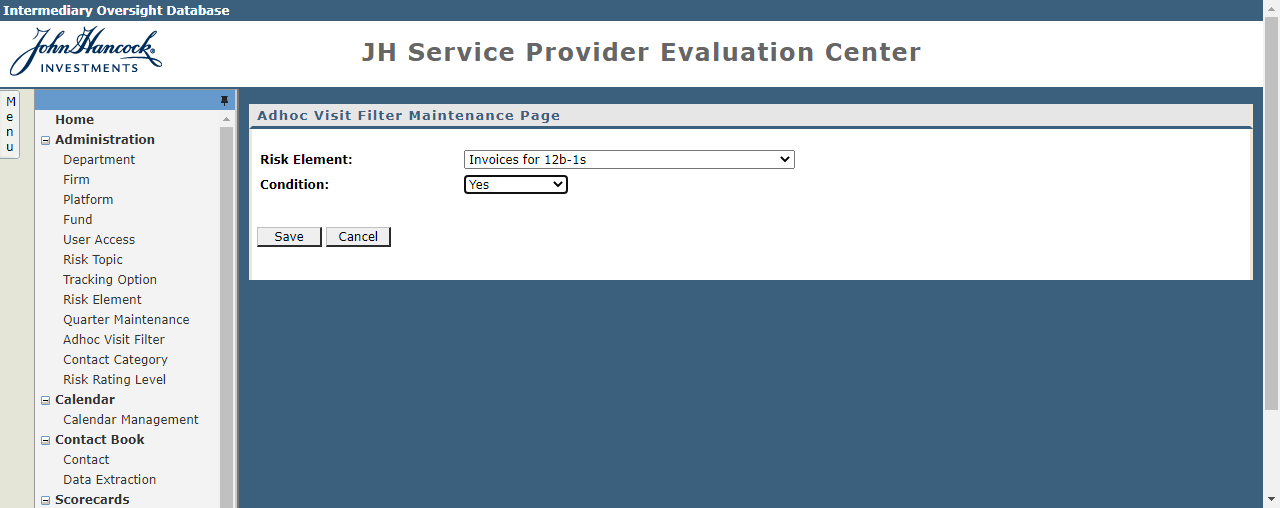 Intermediary Oversight Database
John Hancock
INVESTMENTS
JH Service Provider Evaluation Center
Menu
Home
Administration
Department
Firm
Platform
Fund
User Access
Risk Topic
Tracking Option
Risk Element
Quarter Maintenance
Adhoc Visit Filter
Contact Category
Risk Rating Level
Calendar
Calendar Management
Contact Book
Contact
Data Extraction
Scorecards
Adhoc Visit Filter Maintenance Page
Risk Element: Invoices for 12b-1s
Condition: Yes
Save Cancel